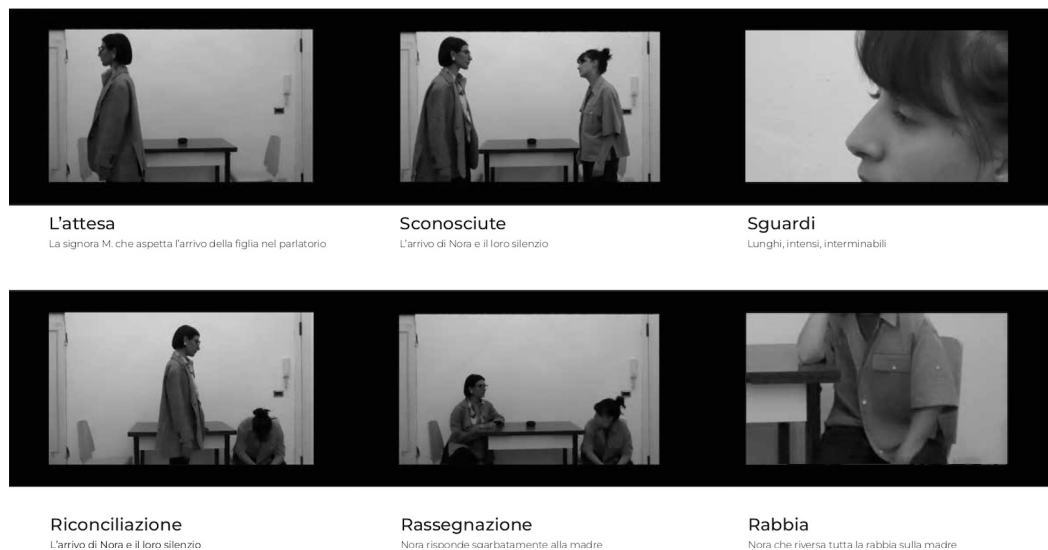 L'attesa
La signora M. che aspetta l'arrivo della figlia nel parlatorio
Sconosciute
L'arrivo di Nora e il loro silenzio
Sguardi
Lunghi, intensi, interminabili
Riconciliazione
L'arrivo di Nora e il loro silenzio
Rassegnazione
Nora risponde sgarbatamente alla madre
Rabbia
Nora che riversa tutta la rabbia sulla madre